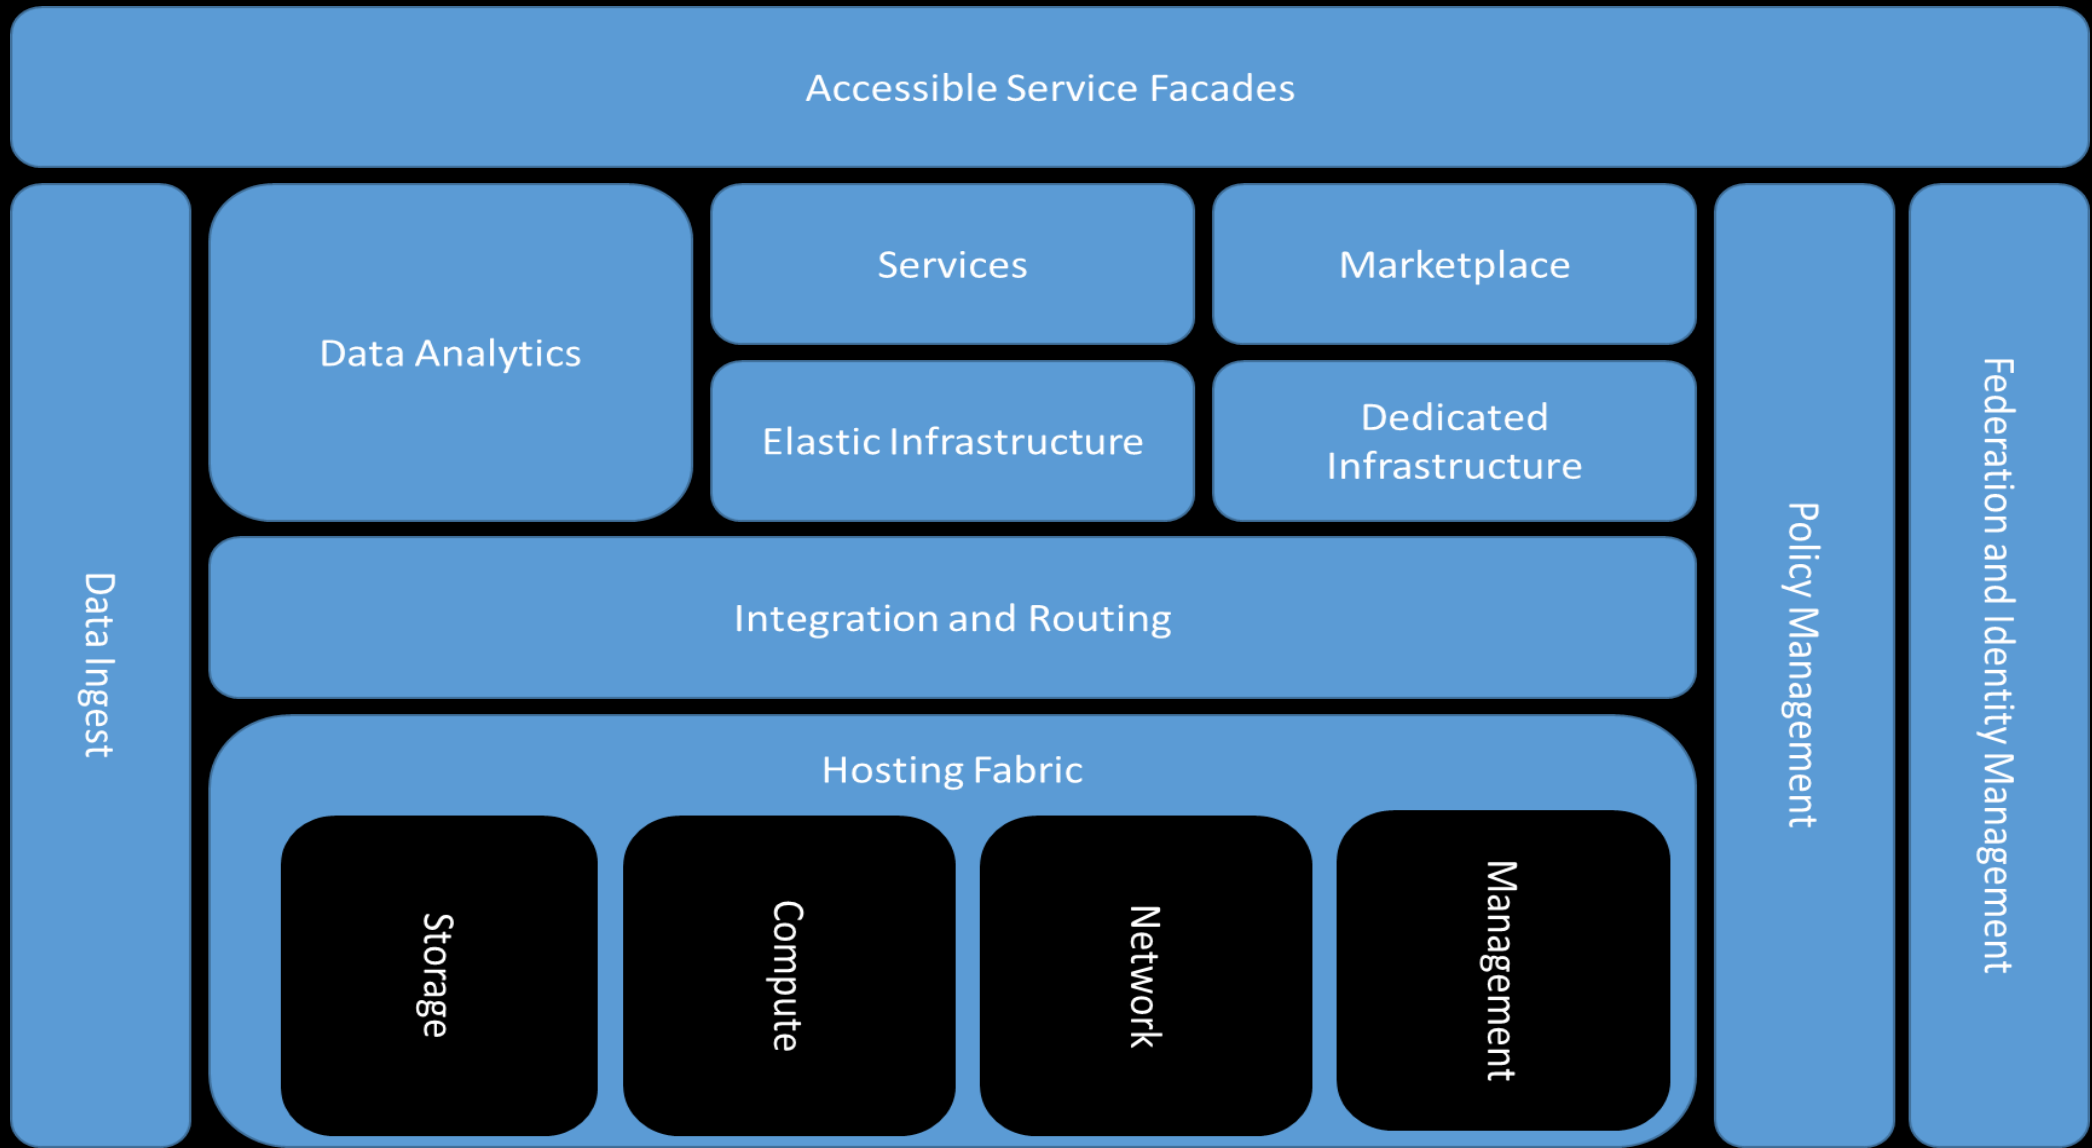 Accessible Service Facades
Data Ingest
Data Analytics
Services
Marketplace
Elastic Infrastructure
Dedicated
Infrastructure
Integration and Routing
Hosting Fabric
Storage
Compute
Network
Management
Policy Management
Federation and Identity Management